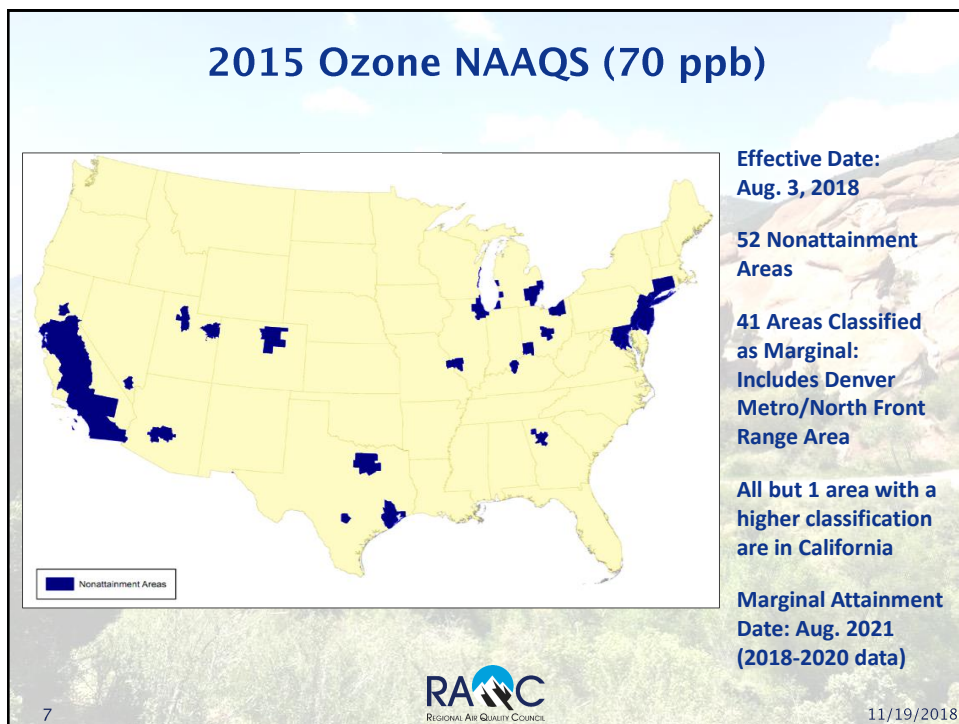 2015 Ozone NAAQS (70 ppb)
Effective Date:
Aug. 3, 2018
52 Nonattainment
Areas
41 Areas Classified
as Marginal:
Includes Denver
Metro/North Front
Range Area
All but 1 area with a
higher classification
are in California
Marginal Attainment
Date: Aug. 2021
(2018-2020 data)
Nonattainment Areas
RAQC
REGIONAL AIR QUALITY COUNCIL
7
11/19/2018